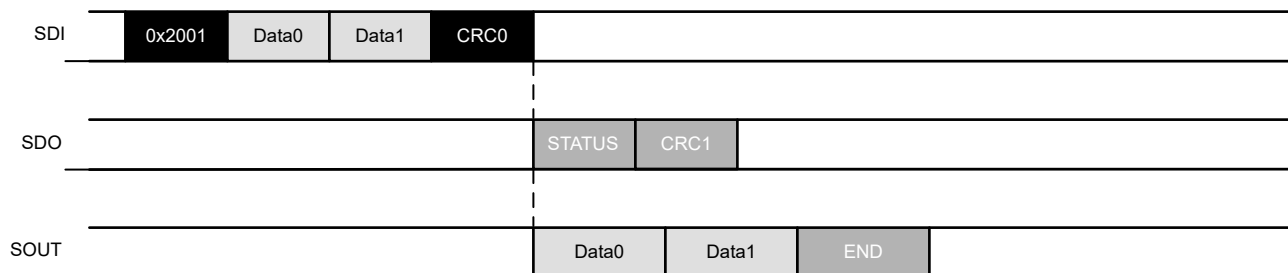 SDI 0x2001 Data0 Data1 CRC0
SDO STATUS CRC1
SOUT Data0 Data1 END